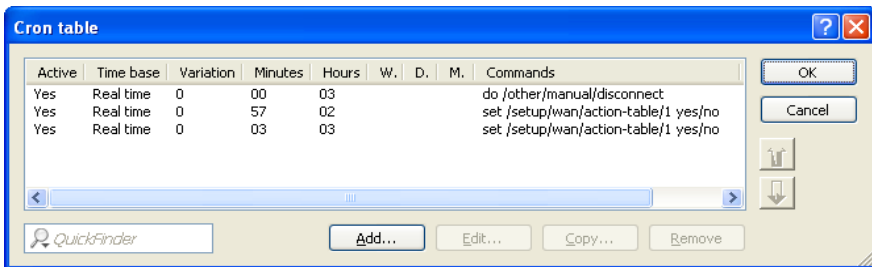 Cron table
Active Time base Variation Minutes Hours W. D. M. Commands
Yes Real time 0 00 03 do /other/manual/disconnect
Yes Real time 0 57 02 set /setup/wan/action-table/1 yes/no
Yes Real time 0 03 03 set /setup/wan/action-table/1 yes/no
OK
Cancel
QuickFinder
Add... Edit... Copy... Remove